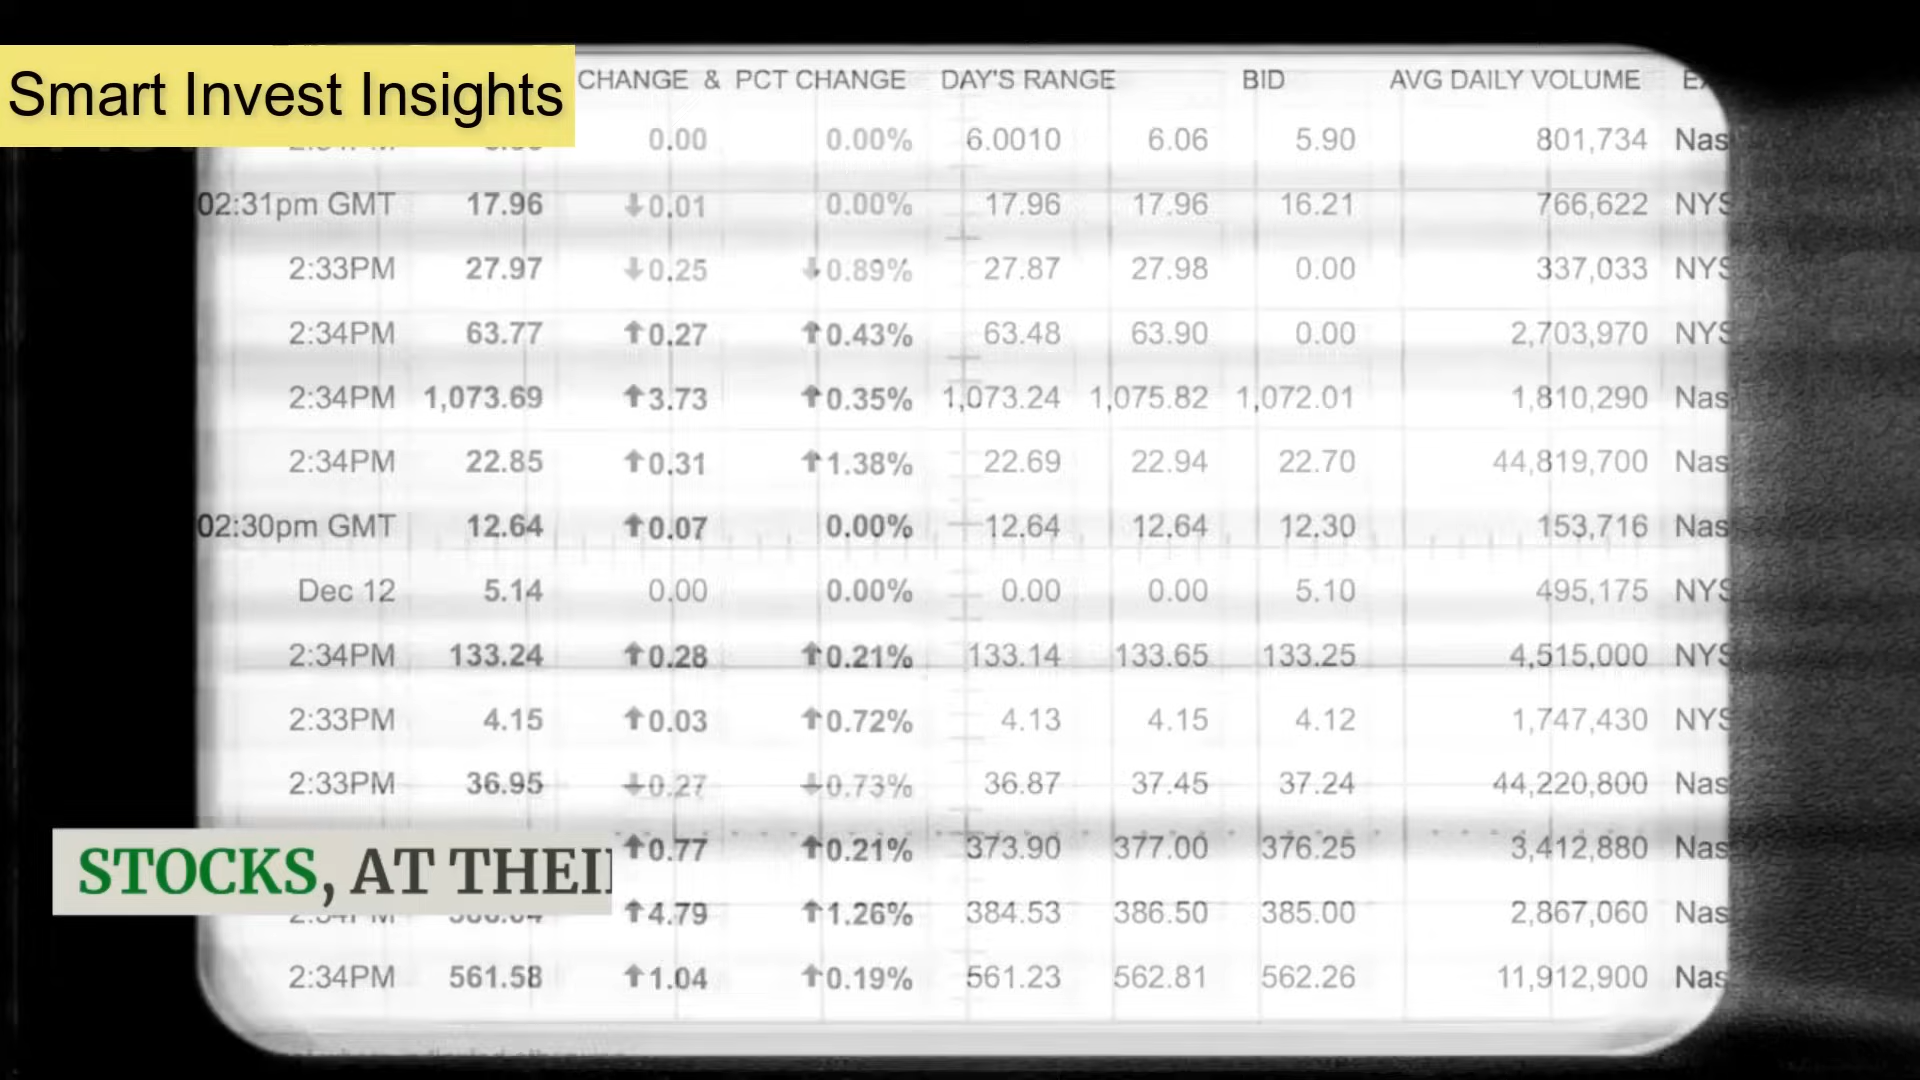 Smart Invest Insights
CHANGE & PCT CHANGE DAY'S RANGE BID AVG DAILY VOLUME
0.00 0.00% 6.0010 6.06 5.90 801,734 Nas
02:31pm GMT 17.96 ↓0.01 0.00% 17.96 17.96 16.21 766,622 NYS
2:33PM 27.97 ↓0.25 ↓0.89% 27.87 27.98 0.00 337,033 NYS
2:34PM 63.77 ↑0.27 ↑0.43% 63.48 63.90 0.00 2,703,970 NYS
2:34PM 1,073.69 ↑3.73 ↑0.35% 1,073.24 1,075.82 1,072.01 1,810,290 Nas
2:34PM 22.85 ↑0.31 ↑1.38% 22.69 22.94 22.70 44,819,700 Nas
02:30pm GMT 12.64 ↑0.07 0.00% 12.64 12.64 12.30 153,716 Nas
Dec 12 5.14 0.00 0.00% 0.00 0.00 5.10 495,175 NYS
2:34PM 133.24 ↑0.28 ↑0.21% 133.14 133.65 133.25 4,515,000 NYS
2:33PM 4.15 ↑0.03 ↑0.72% 4.13 4.15 4.12 1,747,430 NYS
2:33PM 36.95 ↓0.27 ↓0.73% 36.87 37.45 37.24 44,220,800 Nas
↑0.77 ↑0.21% 373.90 377.00 376.25 3,412,880 Nas
STOCKS, AT THEI
↑4.79 ↑1.26% 384.53 386.50 385.00 2,867,060 Nas
2:34PM 561.58 ↑1.04 ↑0.19% 561.23 562.81 562.26 11,912,900 Nas